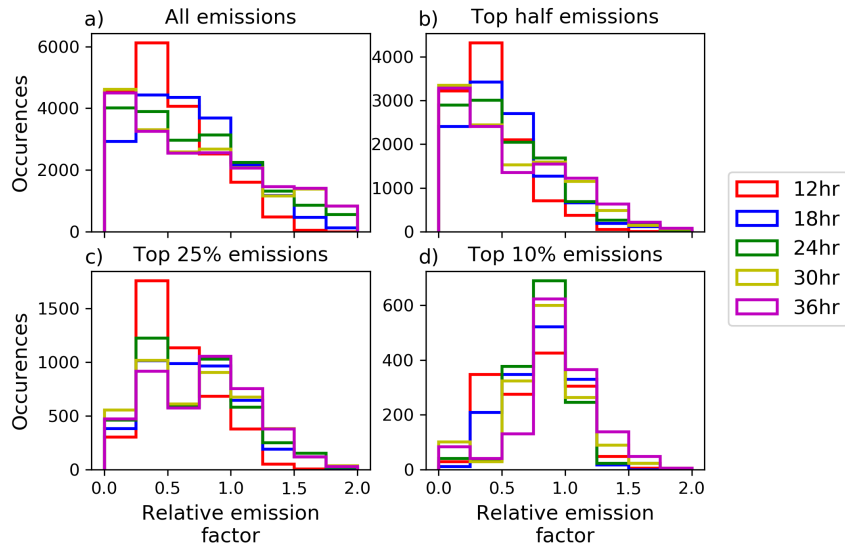 a) All emissions
b) Top half emissions
6000
4000
2000
0
Occurences
4000
3000
2000
1000
0
c) Top 25% emissions
d) Top 10% emissions
1500
1000
500
0
Occurences
600
400
200
0
0.0 0.5 1.0 1.5 2.0
0.0 0.5 1.0 1.5 2.0
Relative emission
factor
Relative emission
factor
12hr
18hr
24hr
30hr
36hr